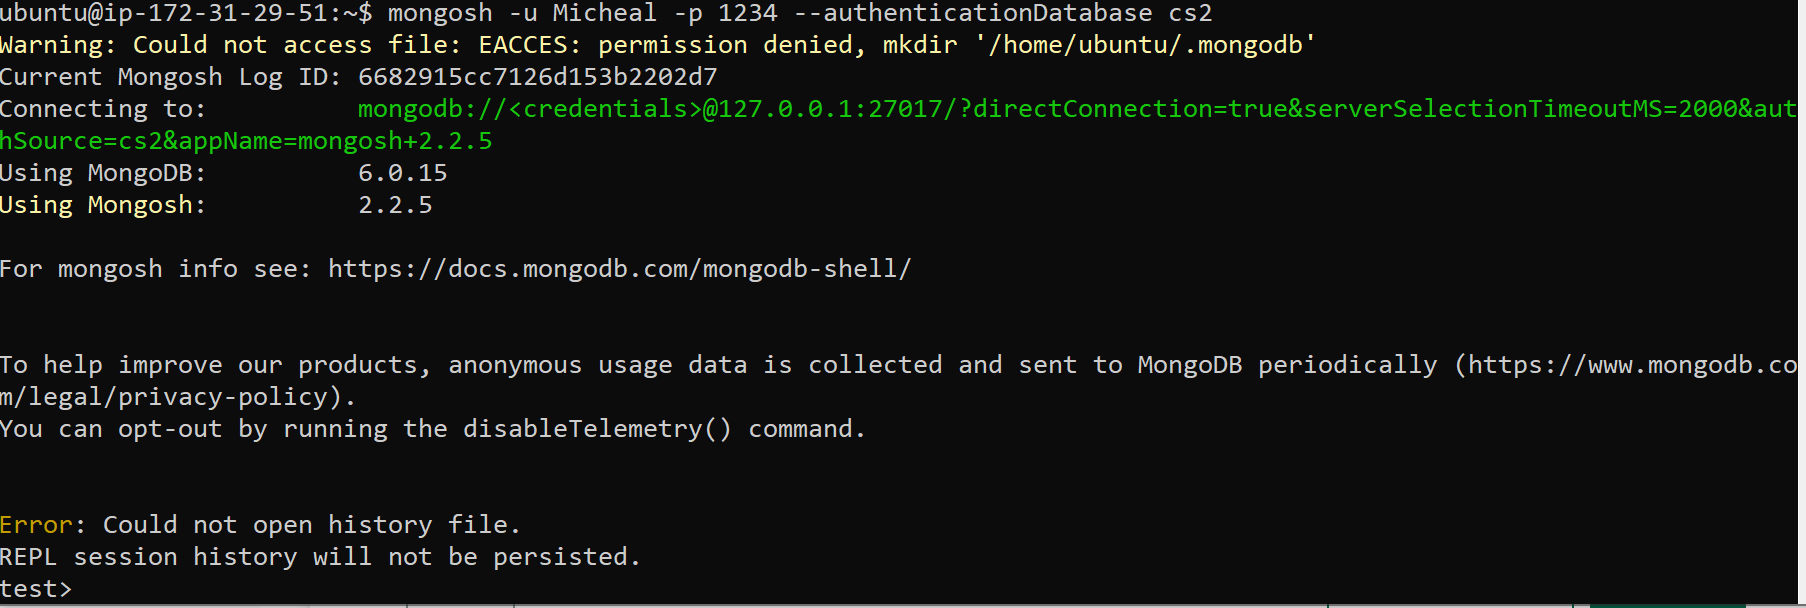 ubuntu@ip-172-31-29-51:~$ mongosh -u Micheal -p 1234 --authenticationDatabase cs2
Warning: Could not access file: EACCES: permission denied, mkdir '/home/ubuntu/.mongodb'
Current Mongosh Log ID: 6682915cc7126d153b2202d7
Connecting to: mongodb://<credentials>@127.0.0.1:27017/?directConnection=true&serverSelectionTimeoutMS=2000&aut
hSource=cs2&appName=mongosh+2.2.5
Using MongoDB: 6.0.15
Using Mongosh: 2.2.5
For mongosh info see: https://docs.mongodb.com/mongodb-shell/
To help improve our products, anonymous usage data is collected and sent to MongoDB periodically (https://www.mongodb.co
m/legal/privacy-policy).
You can opt-out by running the disableTelemetry() command.
Error: Could not open history file.
REPL session history will not be persisted.
test>